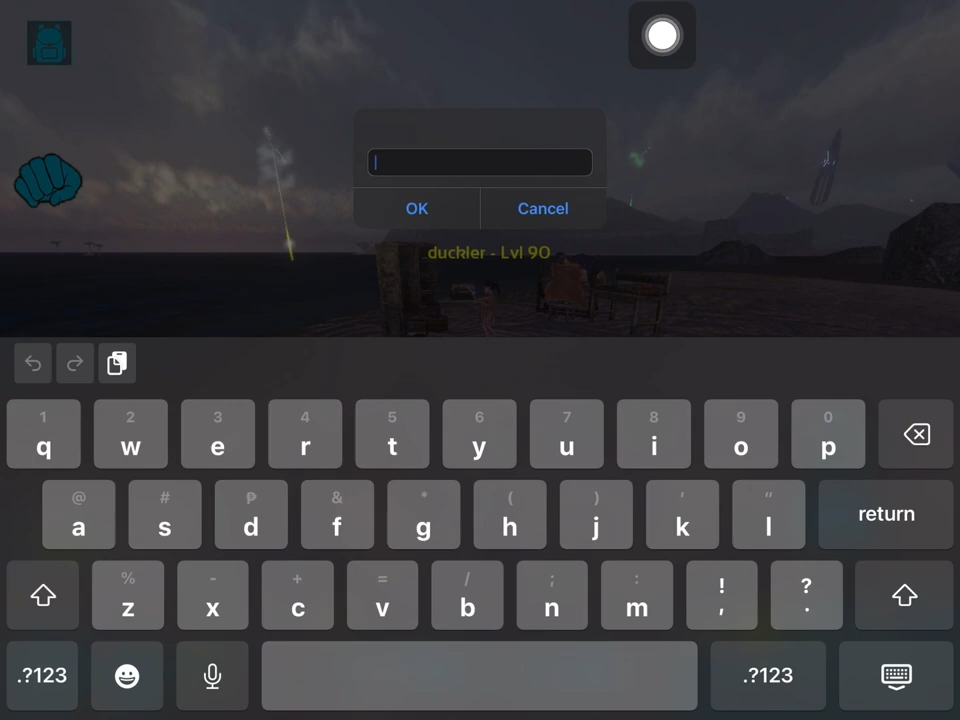 OK Cancel
duckler - Lvl 90
1 2 3 4 5 6 7 8 9 0
q w e r t y u i o p
@ # ₱ & * ( ) ' "
a s d f g h j k l return
% - + = / ; : ! ?
z x c v b n m , .
.?123 .?123